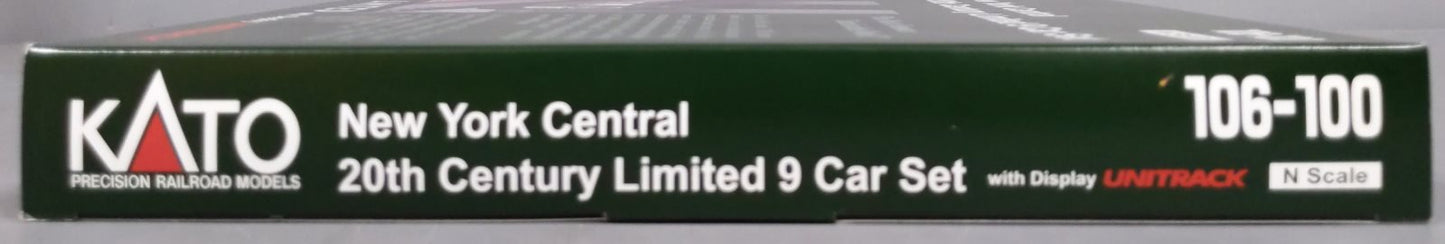 KATO
PRECISION RAILROAD MODELS
New York Central
20th Century Limited 9 Car Set with Display UNITRACK
106-100
N Scale